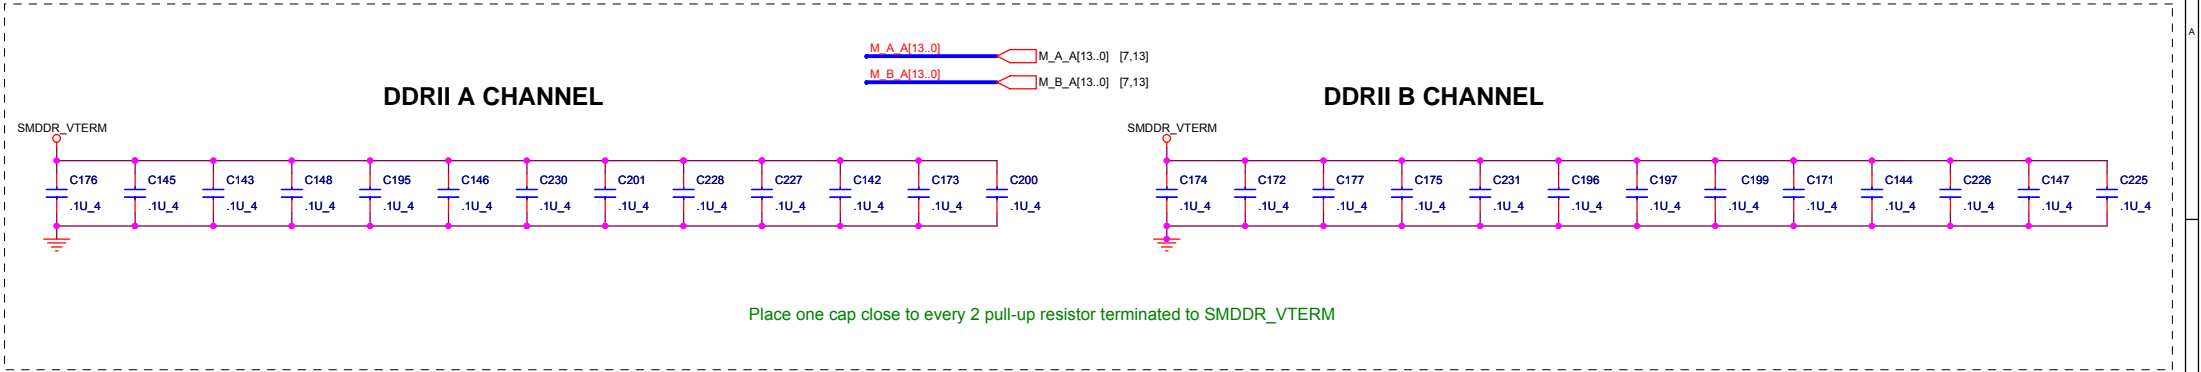 M_A_A[13..0]
M_A_A[13..0] [7,13]
M_B_A[13..0]
M_B_A[13..0] [7,13]
A
DDRII A CHANNEL
DDRII B CHANNEL
SMDDR_VTERM
SMDDR_VTERM
C176 C145 C143 C148 C195 C146 C230 C201 C228 C227 C142 C173 C200
.1U_4 .1U_4 .1U_4 .1U_4 .1U_4 .1U_4 .1U_4 .1U_4 .1U_4 .1U_4 .1U_4 .1U_4 .1U_4
C174 C172 C177 C175 C231 C196 C197 C199 C171 C144 C226 C147 C225
.1U_4 .1U_4 .1U_4 .1U_4 .1U_4 .1U_4 .1U_4 .1U_4 .1U_4 .1U_4 .1U_4 .1U_4 .1U_4
Place one cap close to every 2 pull-up resistor terminated to SMDDR_VTERM